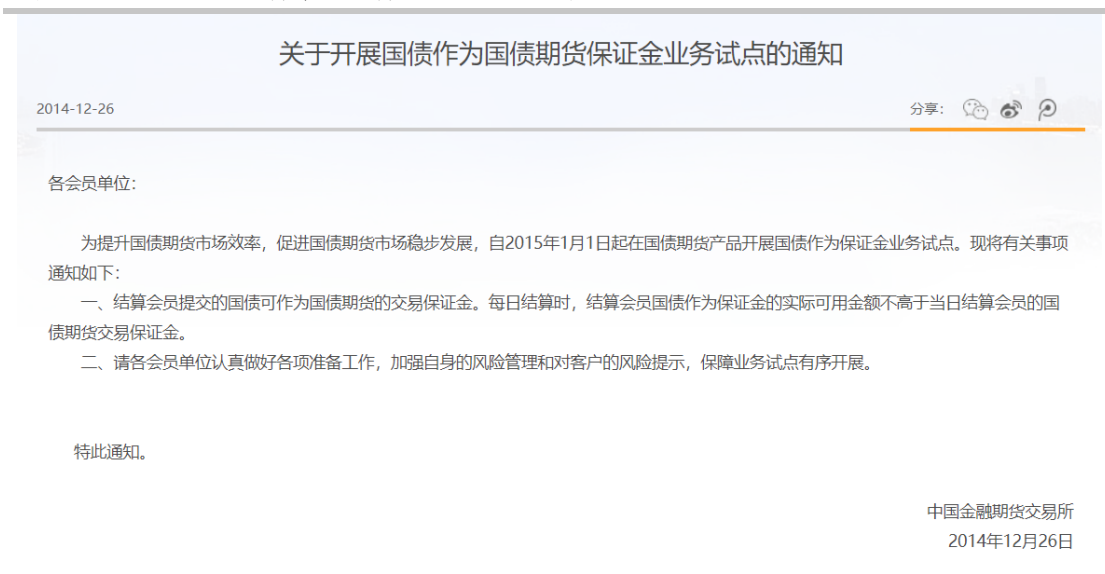 关于开展国债作为国债期货保证金业务试点的通知
2014-12-26
分享：
各会员单位：
为提升国债期货市场效率，促进国债期货市场稳步发展，自2015年1月1日起在国债期货产品开展国债作为保证金业务试点。现将有关事项
通知如下：
一、结算会员提交的国债可作为国债期货的交易保证金。每日结算时，结算会员国债作为保证金的实际可用金额不高于当日结算会员的国
债期货交易保证金。
二、请各会员单位认真做好各项准备工作，加强自身的风险管理和对客户的风险提示，保障业务试点有序开展。
特此通知。
中国金融期货交易所
2014年12月26日